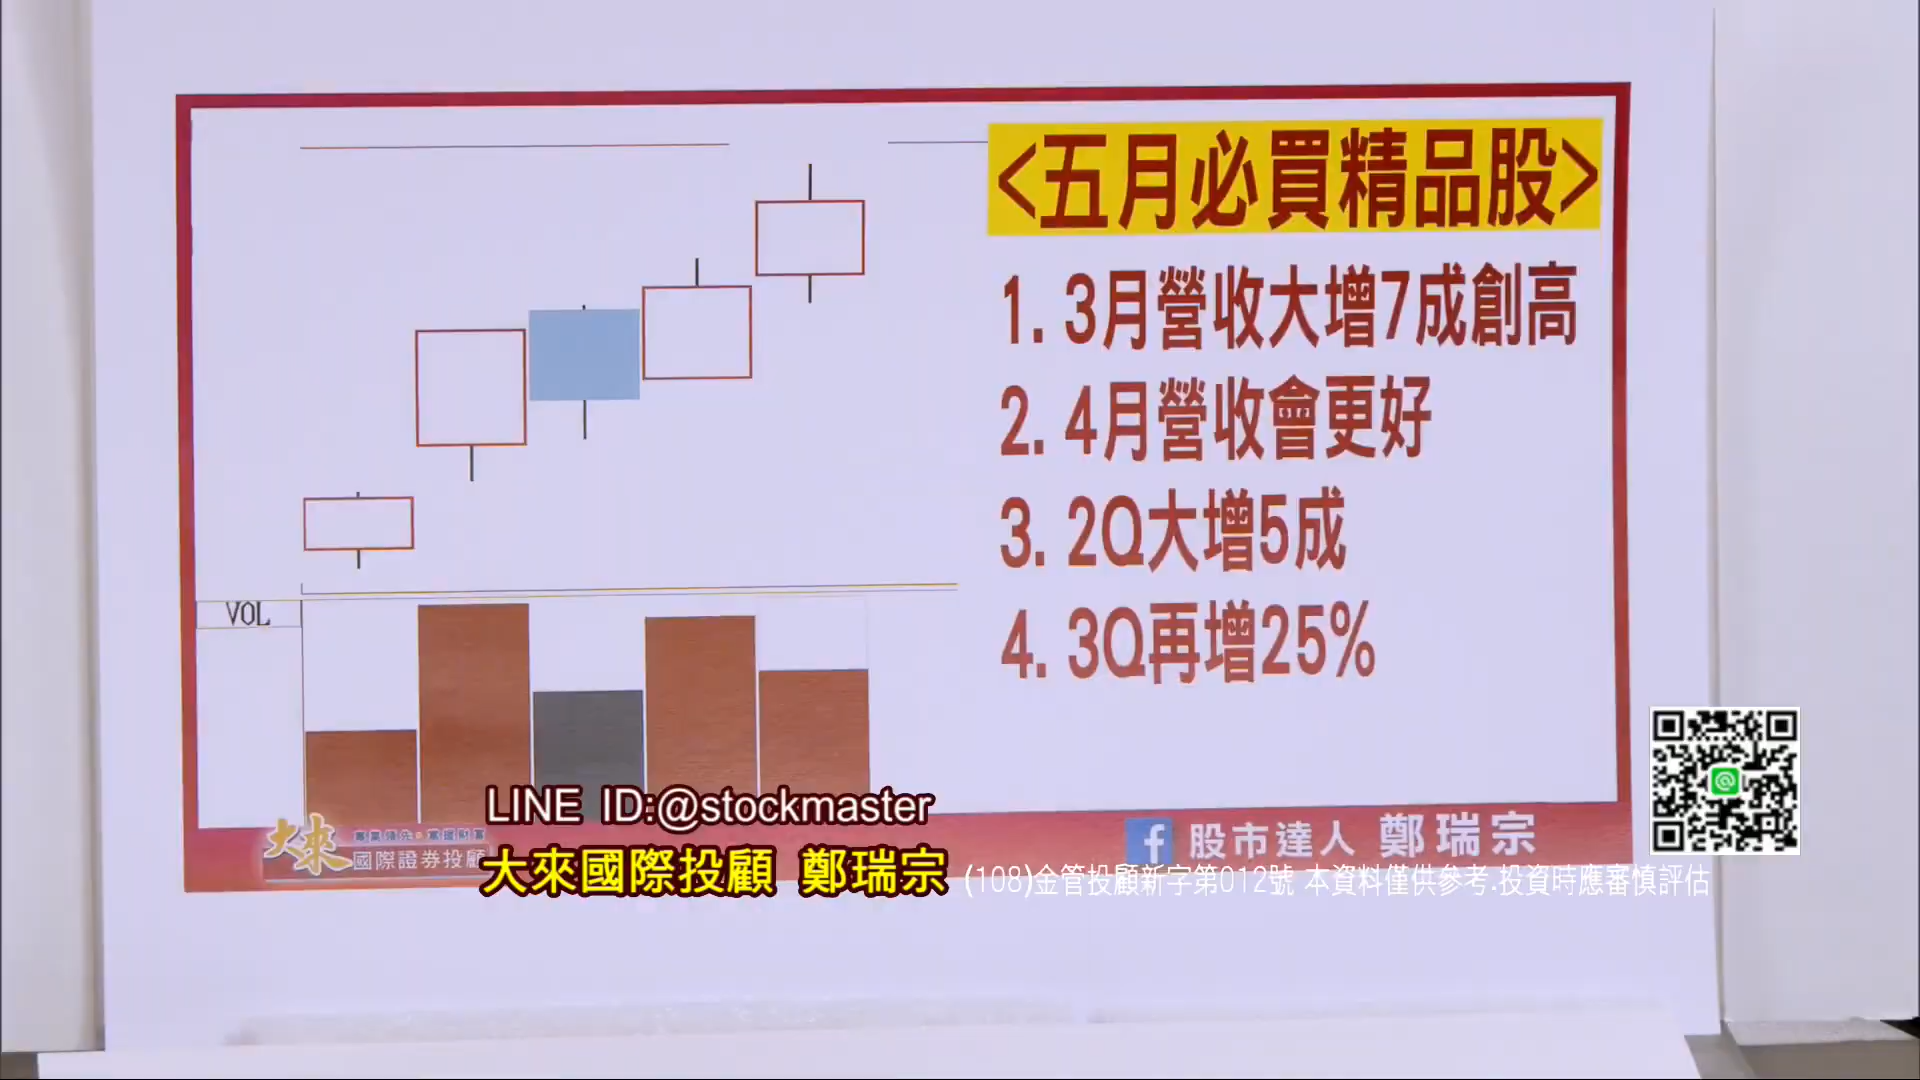 <五月必買精品股>
1. 3月營收大增7成創高
2. 4月營收會更好
3. 2Q大增5成
4. 3Q再增25%
VOL
LINE ID:@stockmaster
大來 國際證券投顧
股市達人 鄭瑞宗
大來國際投顧 鄭瑞宗
(108)金管投顧新字第012號 本資料僅供參考.投資時應審慎評估